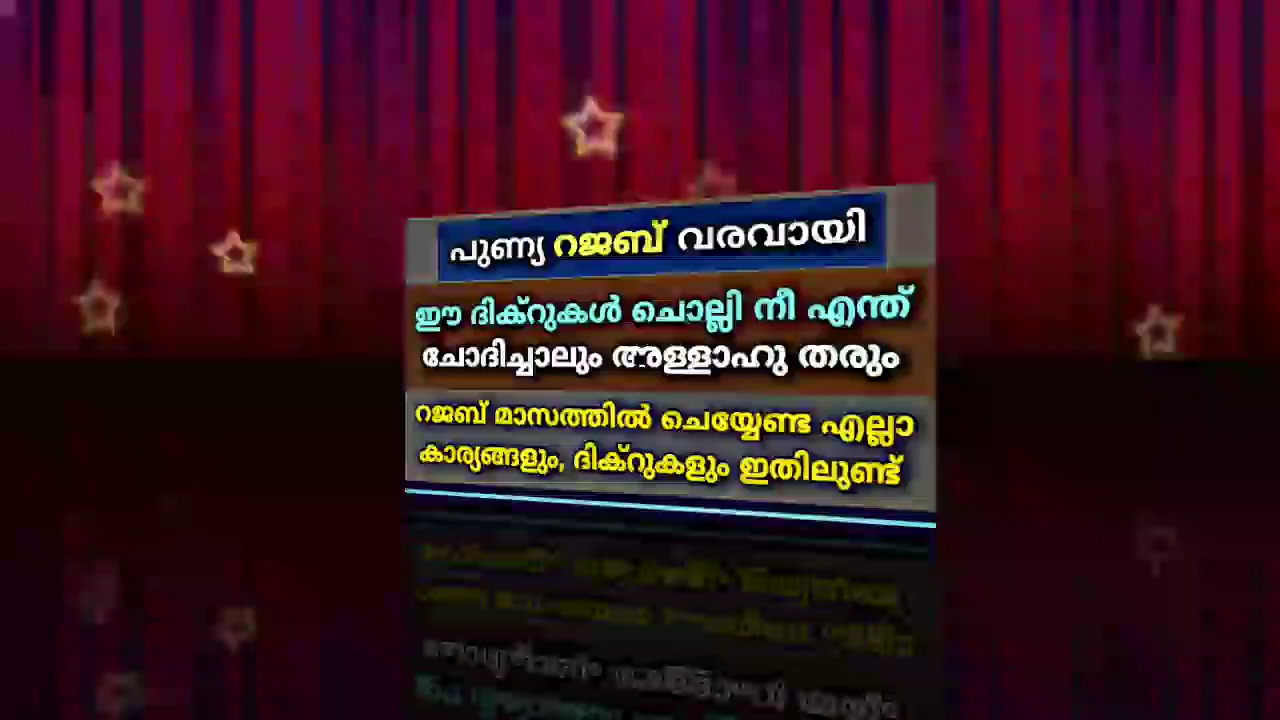 പുണ്യ റജബ് വരവായി
ഈ ദിക്റുകൾ ചൊല്ലി നീ എന്ത്
ചോദിച്ചാലും അള്ളാഹു തരും
റജബ് മാസത്തിൽ ചെയ്യേണ്ട എല്ലാ
കാര്യങ്ങളും, ദിക്റുകളും ഇതിലുണ്ട്